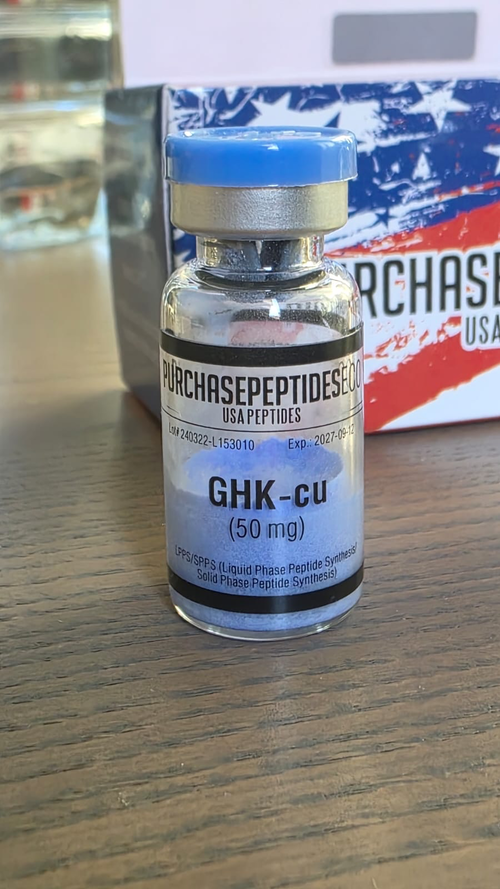 RCHASE
USA
PURCHASEPEPTIDES
USA PEPTIDES
Lot# 240322-L153010 Exp.: 2027-09-12
GHK-cu
(50 mg)
LPPS/SPPS (Liquid Phase Peptide Synthesis)
Solid Phase Peptide Synthesis)